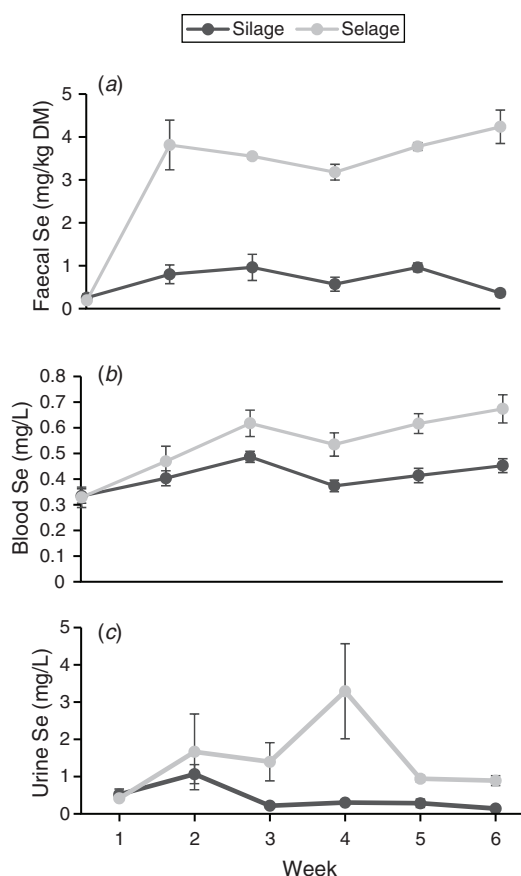 Silage Selage
(a)
Faecal Se (mg/kg DM)
5
4
3
2
1
0
(b)
Blood Se (mg/L)
0.8
0.7
0.6
0.5
0.4
0.3
0.2
0.1
0
(c)
Urine Se (mg/L)
5
4
3
2
1
0
1 2 3 4 5 6
Week